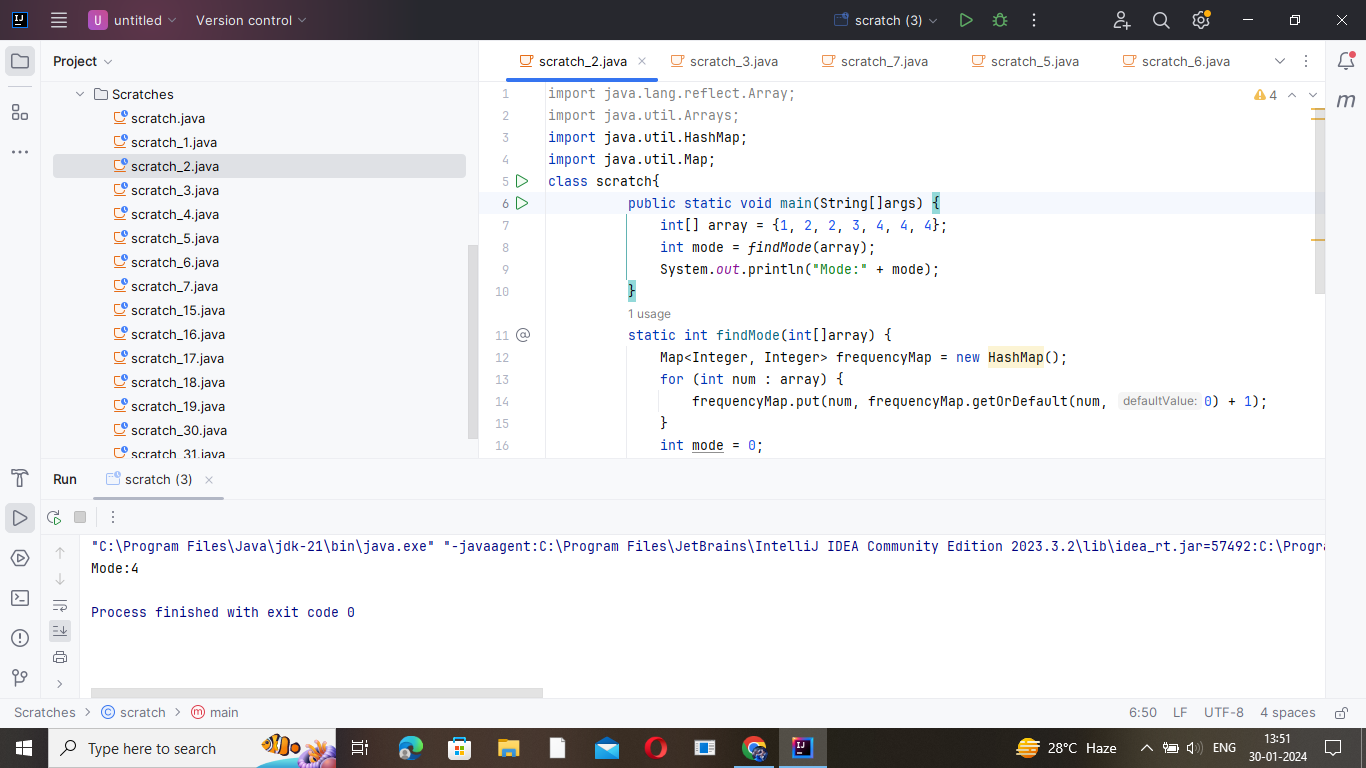 U untitled Version control scratch (3)
Project
scratch_2.java scratch_3.java scratch_7.java scratch_5.java scratch_6.java
Scratches
scratch.java
scratch_1.java
scratch_2.java
scratch_3.java
scratch_4.java
scratch_5.java
scratch_6.java
scratch_7.java
scratch_15.java
scratch_16.java
scratch_17.java
scratch_18.java
scratch_19.java
scratch_30.java
scratch_31.java
4
1 import java.lang.reflect.Array;
2 import java.util.Arrays;
3 import java.util.HashMap;
4 import java.util.Map;
5 class scratch{
6 public static void main(String[]args) {
7 int[] array = {1, 2, 2, 3, 4, 4, 4};
8 int mode = findMode(array);
9 System.out.println("Mode:" + mode);
10 }
1 usage
11 @ static int findMode(int[]array) {
12 Map<Integer, Integer> frequencyMap = new HashMap();
13 for (int num : array) {
14 frequencyMap.put(num, frequencyMap.getOrDefault(num, defaultValue: 0) + 1);
15 }
16 int mode = 0;
m
Run scratch (3)
"C:\Program Files\Java\jdk-21\bin\java.exe" "-javaagent:C:\Program Files\JetBrains\IntelliJ IDEA Community Edition 2023.3.2\lib\idea_rt.jar=57492:C:\Progra
Mode:4
Process finished with exit code 0
Scratches scratch main 6:50 LF UTF-8 4 spaces
Type here to search 28°C Haze ENG 13:51
30-01-2024